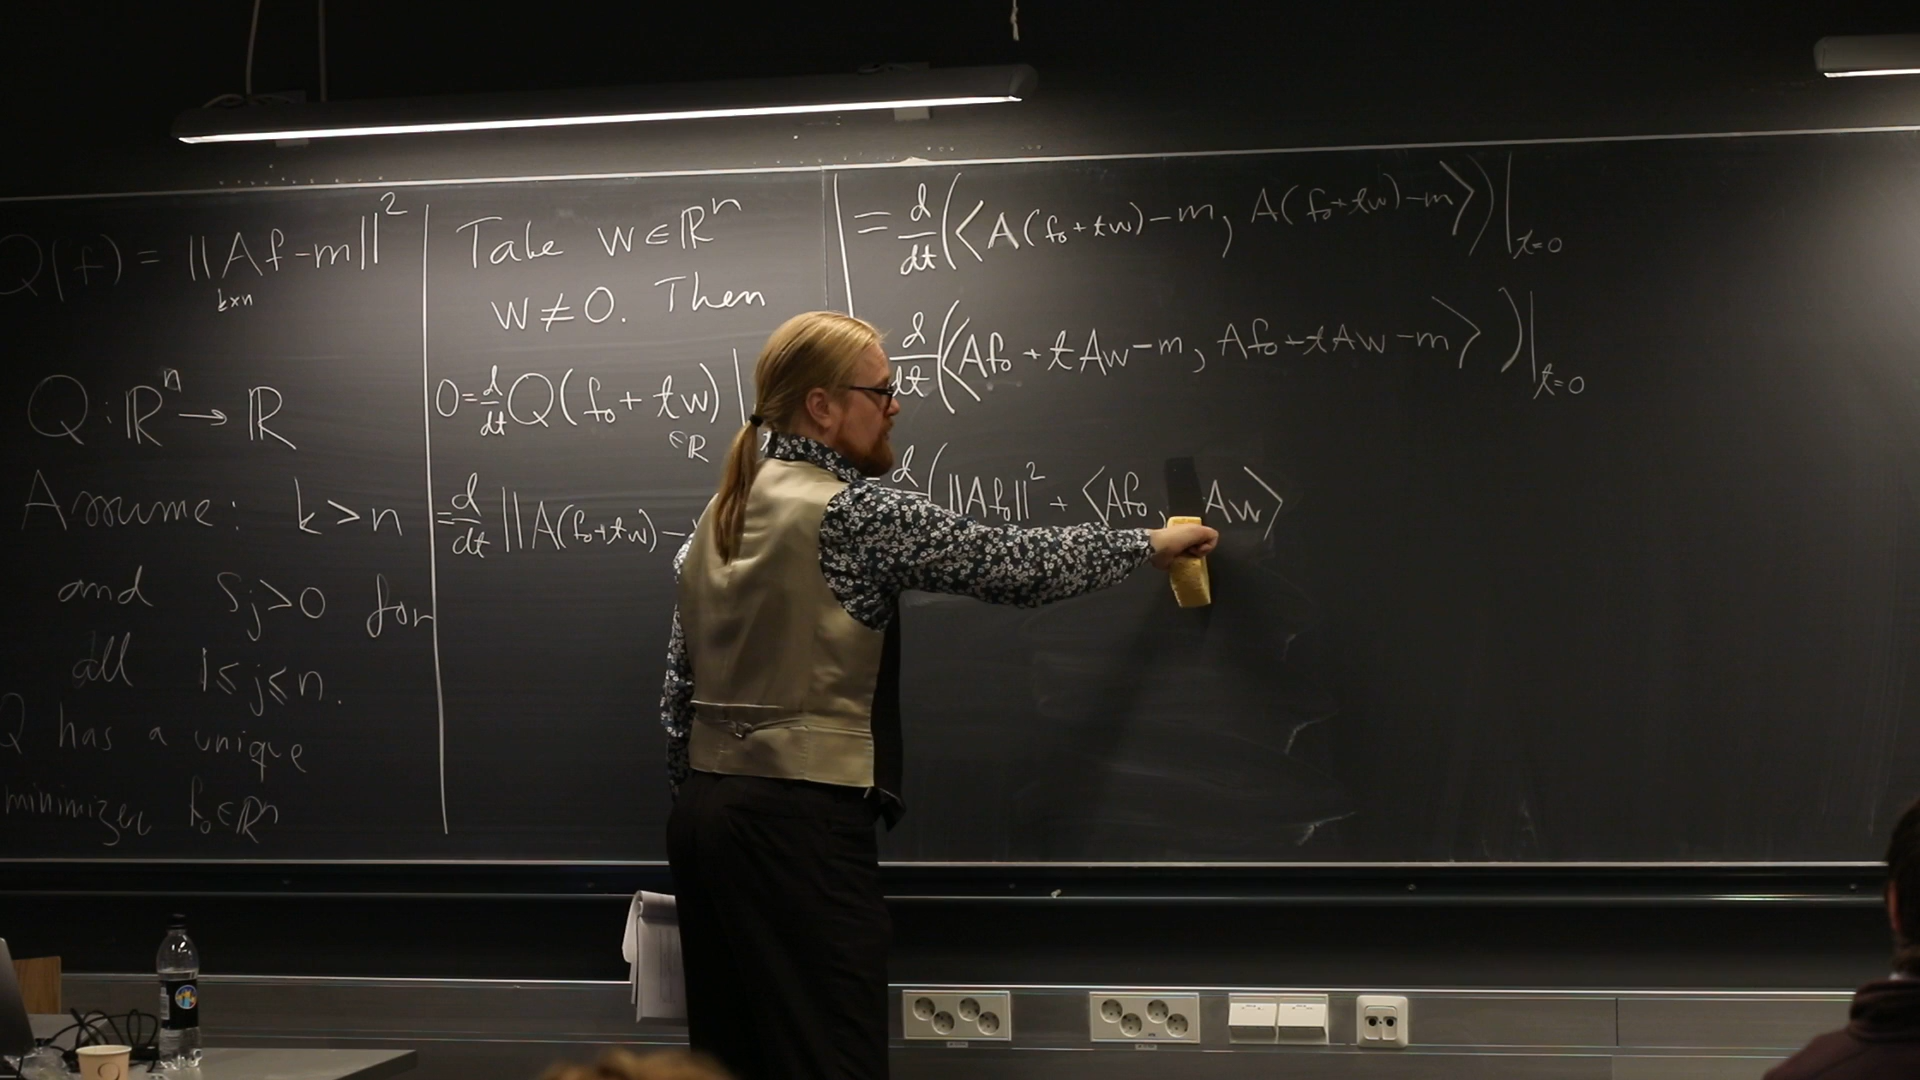 Q(f) = ||Af-m||²
k×n
Q:ℝⁿ→ℝ
Assume: k>n
and Sj>0 for
all 1≤j≤n.
Q has a unique
minimizer f₀∈ℝⁿ
Take w∈ℝⁿ
w≠0. Then
0=d/dt Q(f₀+tw)|
∈ℝ
=d/dt ||A(f₀+tw)-
=d/dt(⟨A(f₀+tw)-m, A(f₀+tw)-m⟩)|t=0
d/dt(⟨Af₀+tAw-m, Af₀+tAw-m⟩)|t=0
d/(||Af₀||² + ⟨Af₀, Aw⟩